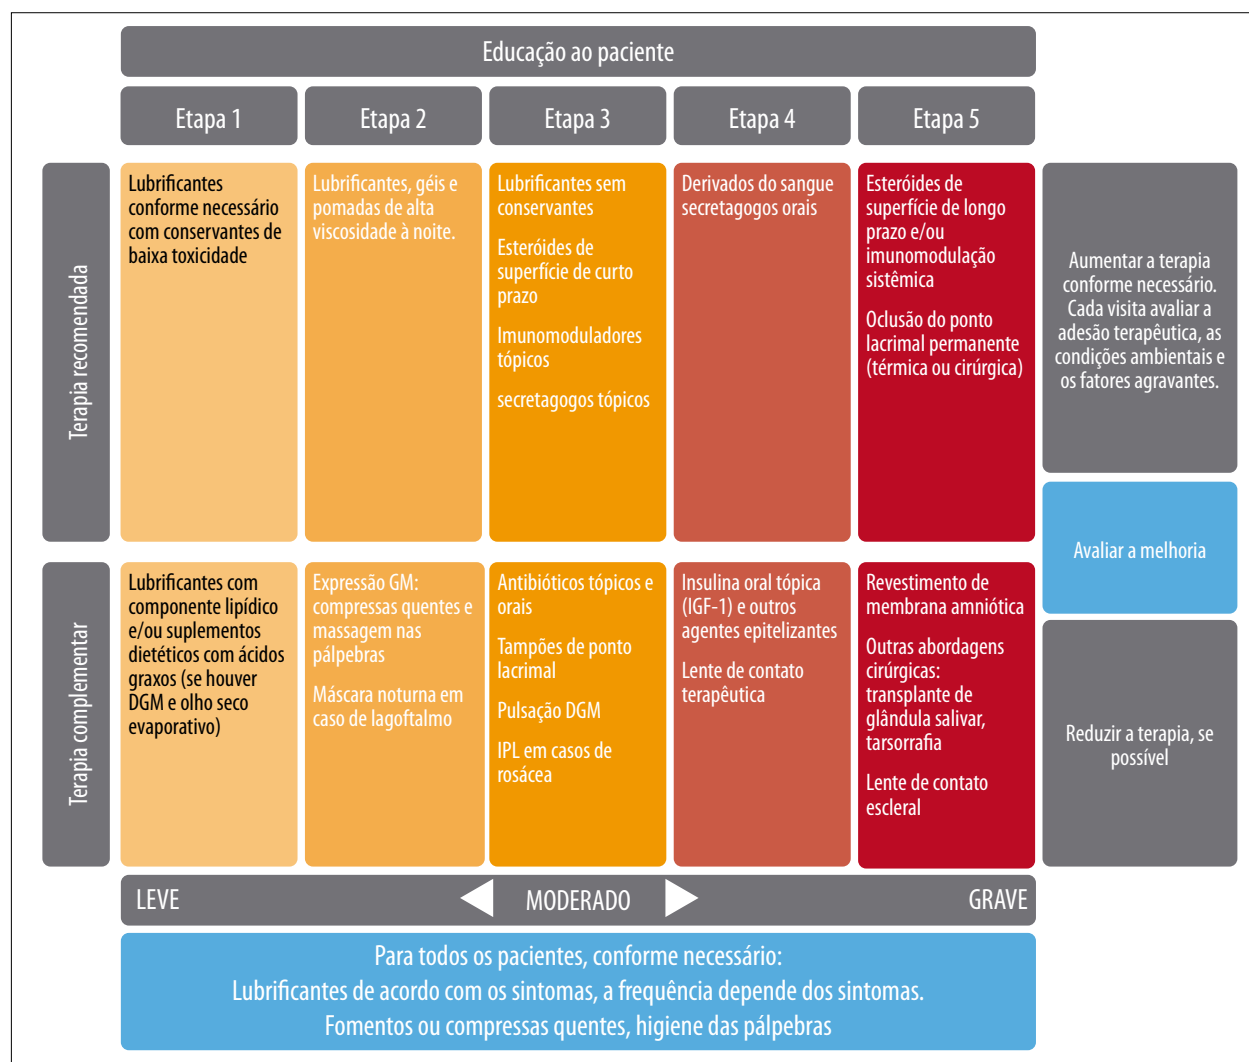 Educação ao paciente
Etapa 1
Etapa 2
Etapa 3
Etapa 4
Etapa 5
Terapia recomendada
Lubrificantes
conforme necessário
com conservantes de
baixa toxicidade
Lubrificantes, géis e
pomadas de alta
viscosidade à noite.
Lubrificantes sem
conservantes
Esteróides de
superfície de curto
prazo
Imunomoduladores
tópicos
secretagogos tópicos
Derivados do sangue
secretagogos orais
Esteróides de
superfície de longo
prazo e/ou
imunomodulação
sistêmica
Oclusão do ponto
lacrimal permanente
(térmica ou cirúrgica)
Aumentar a terapia
conforme necessário.
Cada visita avaliar a
adesão terapêutica, as
condições ambientais e
os fatores agravantes.
Avaliar a melhoria
Terapia complementar
Lubrificantes com
componente lipídico
e/ou suplementos
dietéticos com ácidos
graxos (se houver
DGM e olho seco
evaporativo)
Expressão GM:
compressas quentes e
massagem nas
pálpebras
Máscara noturna em
caso de lagoftalmo
Antibióticos tópicos e
orais
Tampões de ponto
lacrimal
Pulsação DGM
IPL em casos de
rosácea
Insulina oral tópica
(IGF-1) e outros
agentes epitelizantes
Lente de contato
terapêutica
Revestimento de
membrana amniótica
Outras abordagens
cirúrgicas:
transplante de
glândula salivar,
tarsorrafia
Lente de contato
escleral
Reduzir a terapia, se
possível
LEVE
MODERADO
GRAVE
Para todos os pacientes, conforme necessário:
Lubrificantes de acordo com os sintomas, a frequência depende dos sintomas.
Fomentos ou compressas quentes, higiene das pálpebras